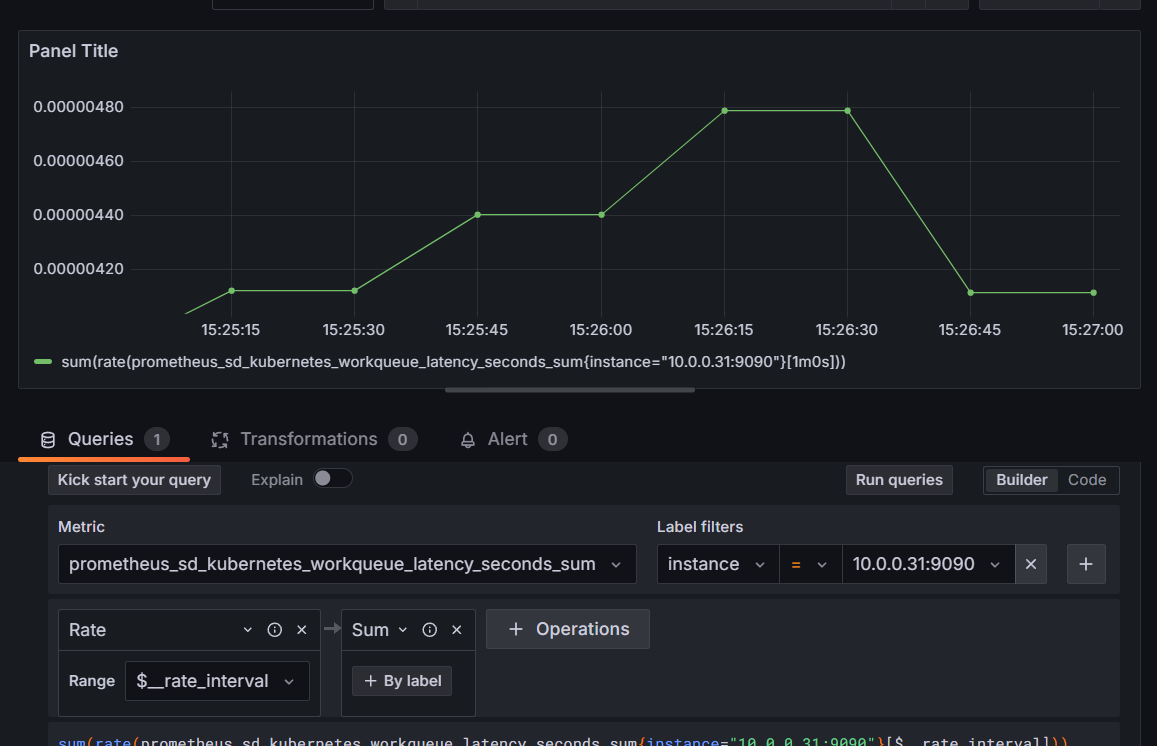 Panel Title
0.00000480
0.00000460
0.00000440
0.00000420
15:25:15 15:25:30 15:25:45 15:26:00 15:26:15 15:26:30 15:26:45 15:27:00
sum(rate(prometheus_sd_kubernetes_workqueue_latency_seconds_sum{instance="10.0.0.31:9090"}[1m0s]))
Queries 1 Transformations 0 Alert 0
Kick start your query Explain Run queries Builder Code
Metric Label filters
prometheus_sd_kubernetes_workqueue_latency_seconds_sum instance = 10.0.0.31:9090
Rate Sum + Operations
Range $__rate_interval + By label
sum(rate(prometheus_sd_kubernetes_workqueue_latency_seconds_sum{instance="10.0.0.31:9090"}[$__rate_interval]))